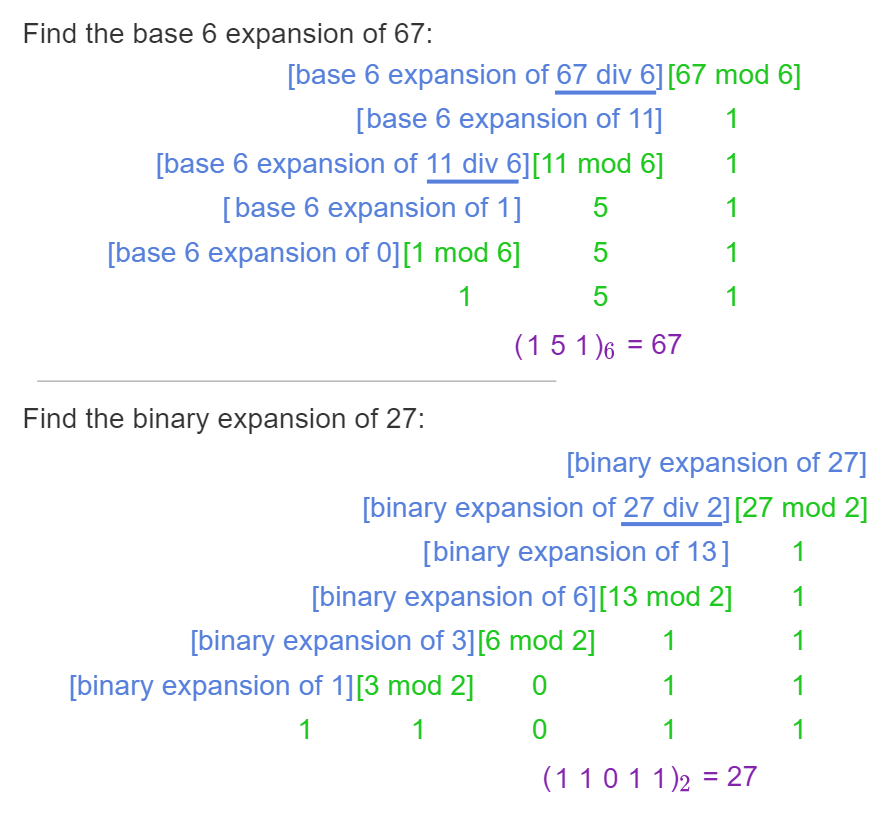 Find the base 6 expansion of 67:
[base 6 expansion of 67 div 6][67 mod 6]
[base 6 expansion of 11] 1
[base 6 expansion of 11 div 6][11 mod 6] 1
[base 6 expansion of 1] 5 1
[base 6 expansion of 0][1 mod 6] 5 1
1 5 1
(1 5 1)₆ = 67
Find the binary expansion of 27:
[binary expansion of 27]
[binary expansion of 27 div 2][27 mod 2]
[binary expansion of 13] 1
[binary expansion of 6][13 mod 2] 1
[binary expansion of 3][6 mod 2] 1 1
[binary expansion of 1][3 mod 2] 0 1 1
1 1 0 1 1
(1 1 0 1 1)₂ = 27